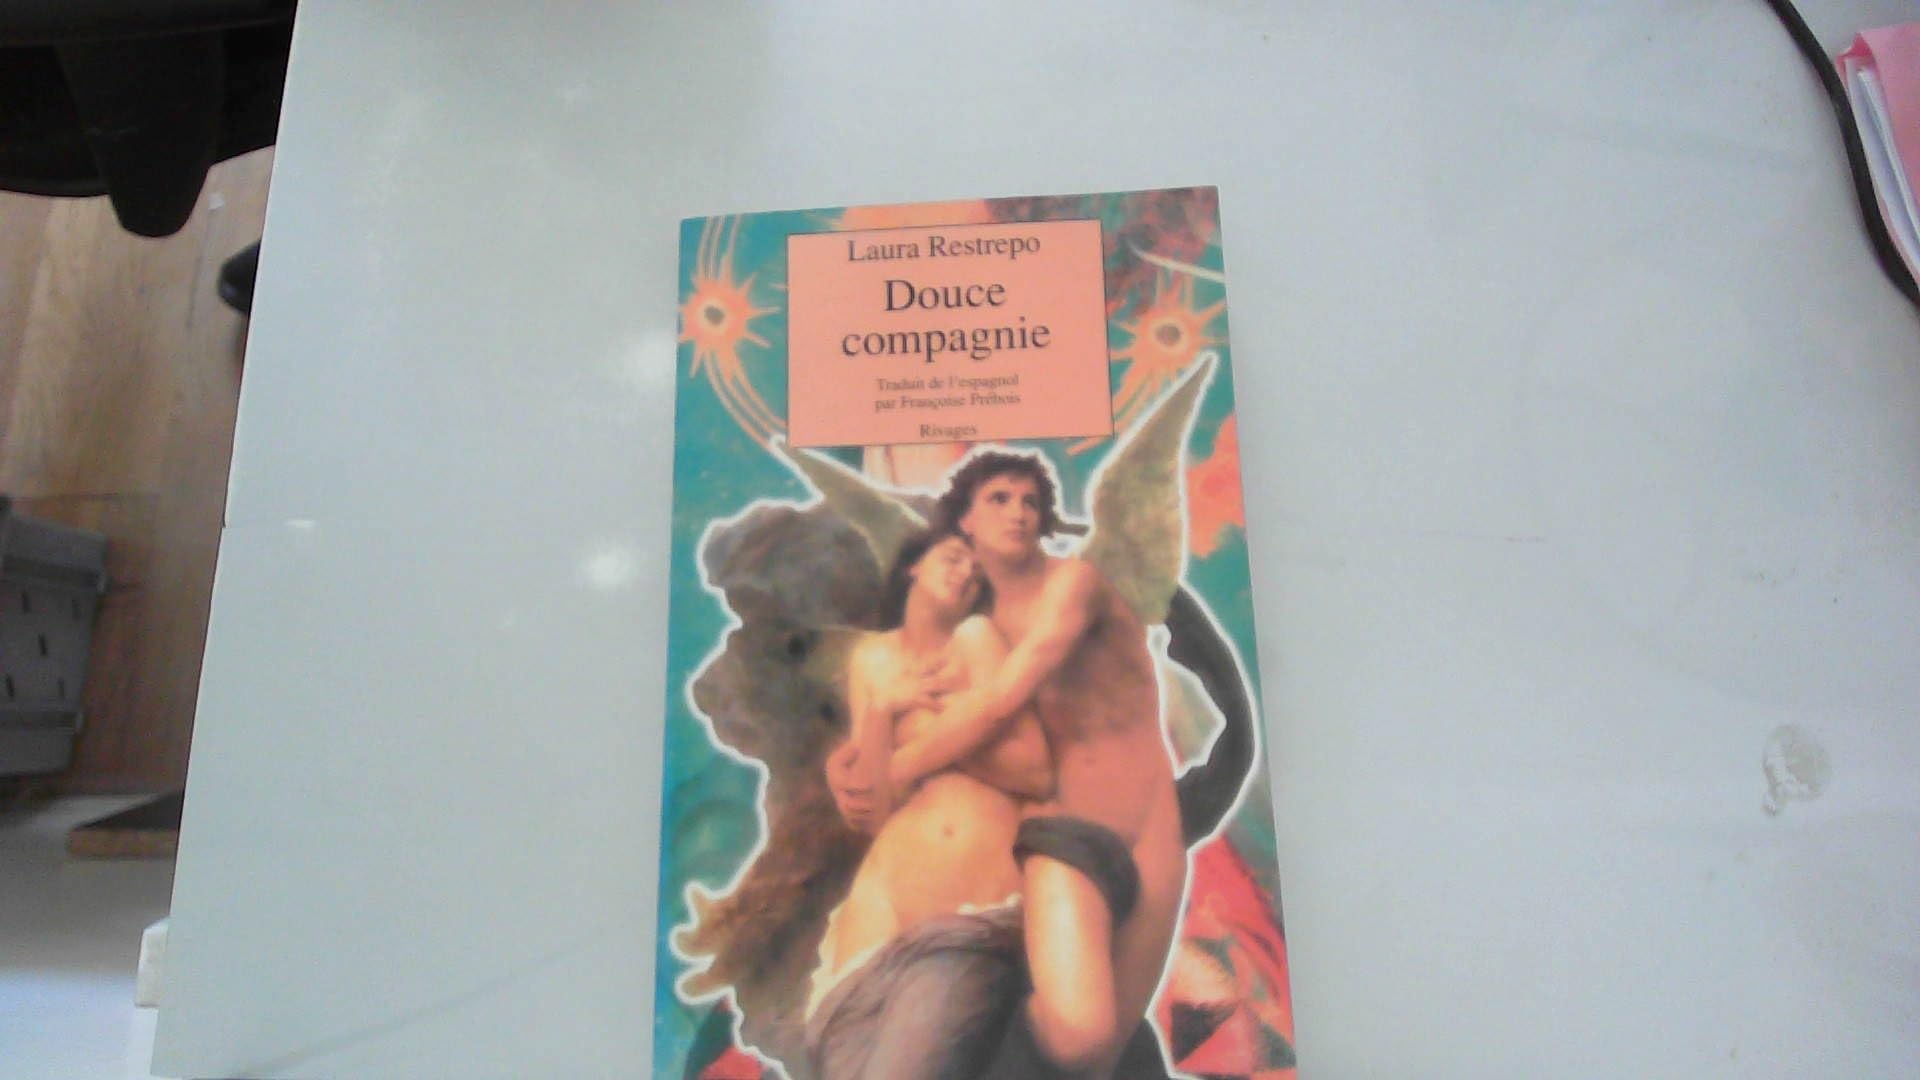 Laura Restrepo
Douce
compagnie
Traduit de l'espagnol
par Françoise Prébois
Rivages